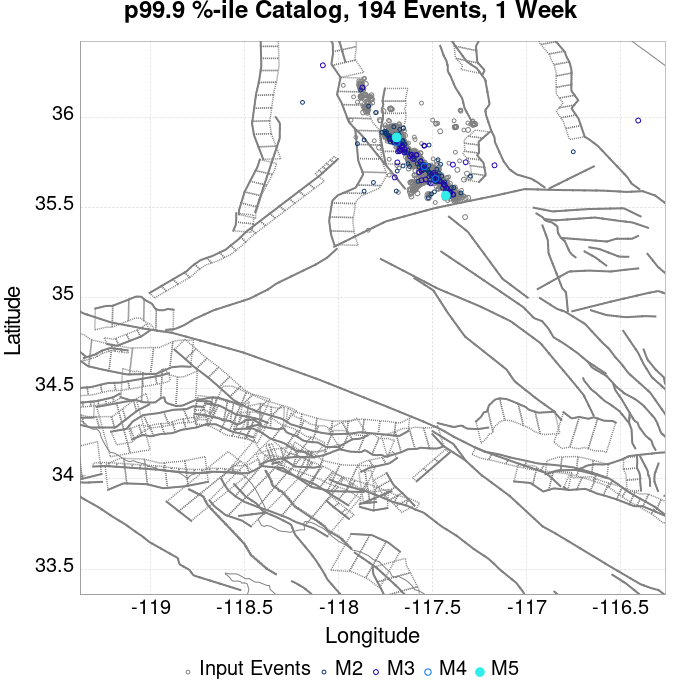 p99.9 %-ile Catalog, 194 Events, 1 Week
36
35.5
35
34.5
34
33.5
Latitude
-119
-118.5
-118
-117.5
-117
-116.5
Longitude
Input Events
M2
M3
M4
M5